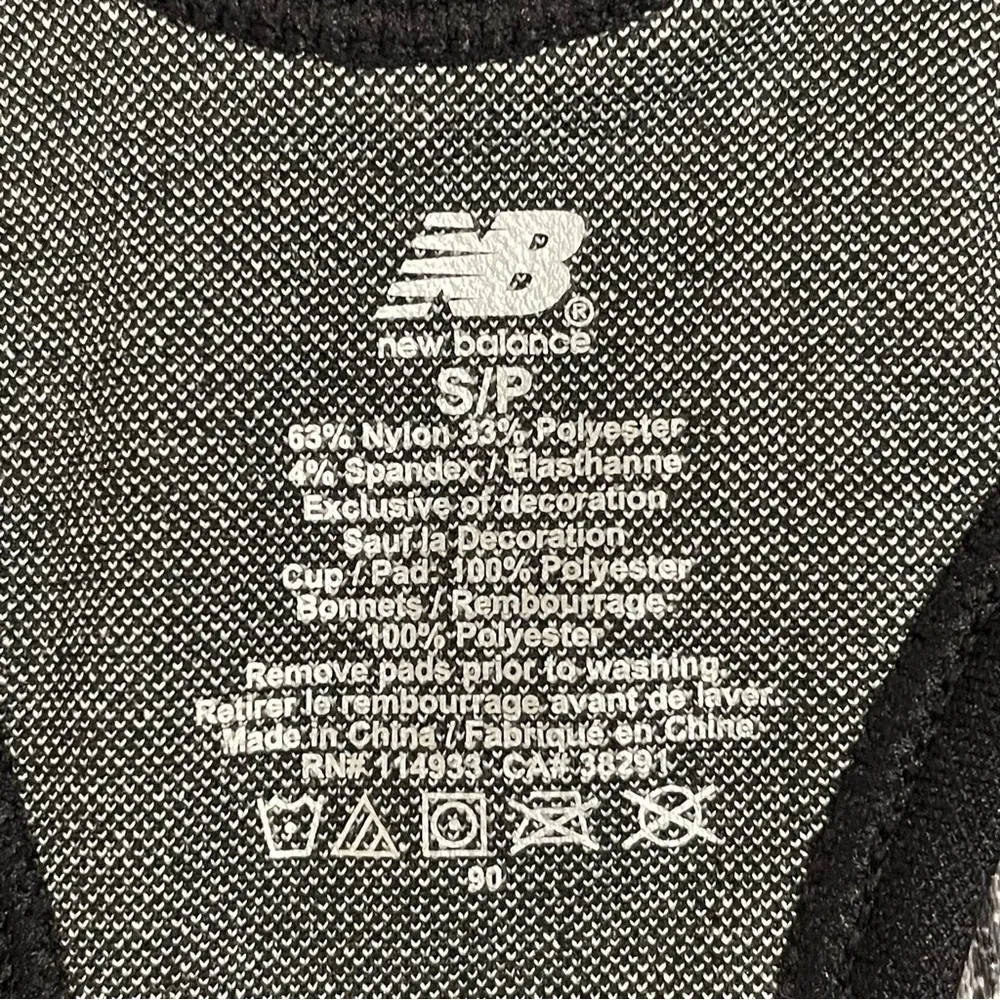 NB®
new balance
S/P
63% Nylon 33% Polyester
4% Spandex / Élasthanne
Exclusive of decoration
Sauf la Decoration
Cup / Pad: 100% Polyester
Bonnets / Rembourrage:
100% Polyester
Remove pads prior to washing.
Retirer le rembourrage avant de laver.
Made in China / Fabriqué en Chine
RN# 114933 CA# 38291
90